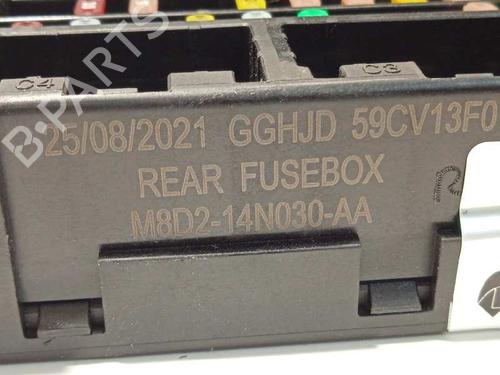 C4 C3
25/08/2021 GGHJD 59CV13F0
REAR FUSEBOX
M8D2-14N030-AA
B-PARTS